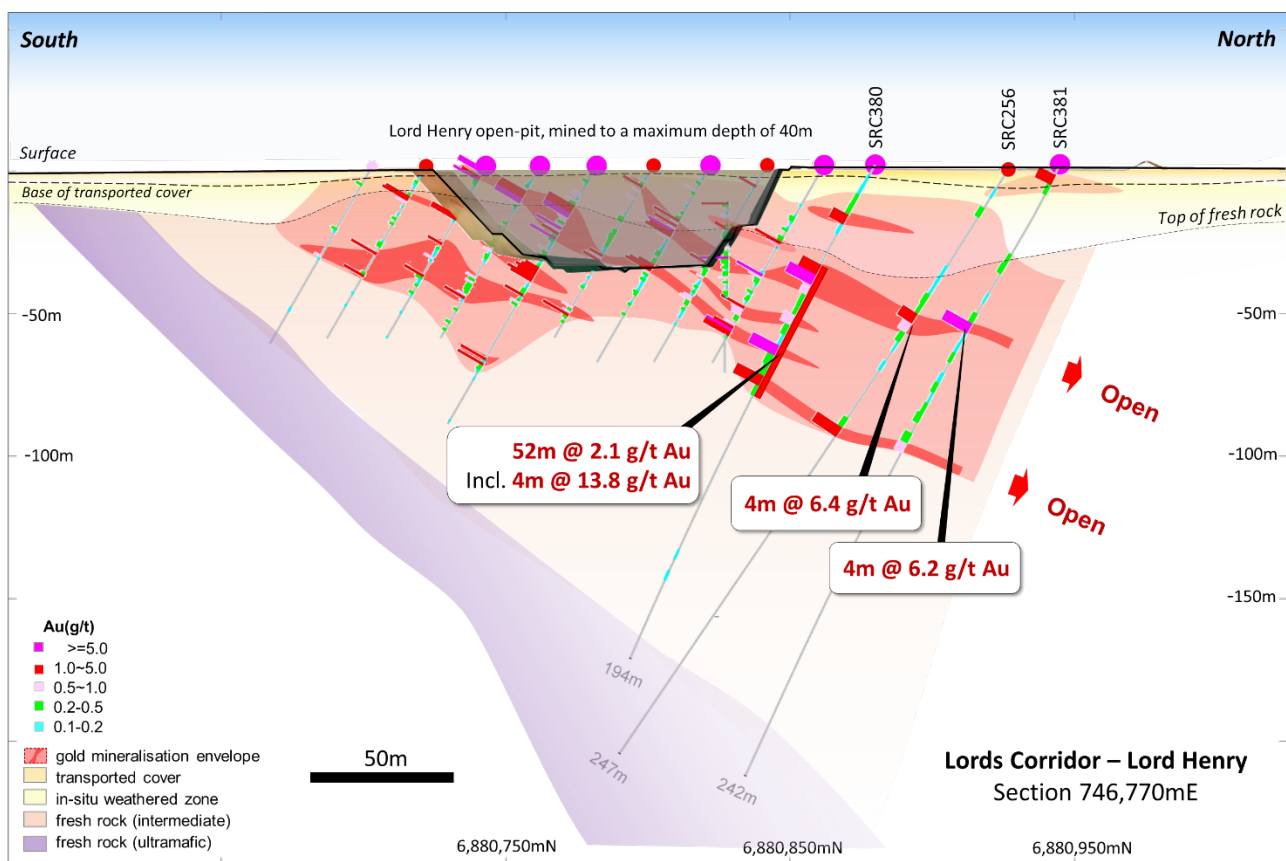 South
North
Lord Henry open-pit, mined to a maximum depth of 40m
SRC380
SRC256
SRC381
Surface
Base of transported cover
Top of fresh rock
-50m
-50m
Open
52m @ 2.1 g/t Au
Incl. 4m @ 13.8 g/t Au
-100m
-100m
4m @ 6.4 g/t Au
Open
4m @ 6.2 g/t Au
-150m
Au(g/t)
>=5.0
1.0~5.0
0.5~1.0
0.2-0.5
0.1-0.2
gold mineralisation envelope
transported cover
in-situ weathered zone
fresh rock (intermediate)
fresh rock (ultramafic)
50m
194m
247m
242m
Lords Corridor – Lord Henry
Section 746,770mE
6,880,750mN
6,880,850mN
6,880,950mN